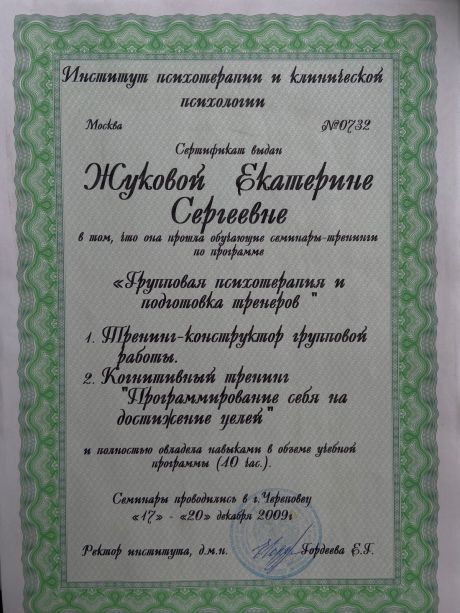 Институт психотерапии и клинической
психологии
Москва №0732
Сертификат выдан
Жуковой Екатерине
Сергеевне
в том, что она прошла обучающие семинары-тренинги
по программе
«Групповая психотерапия и
подготовка тренеров "
1. Тренинг-конструктор групповой
работы.
2. Когнитивный тренинг
"Программирование себя на
достижение целей"
и полностью овладела навыками в объеме учебной
программы (40 час.).
Семинары проводились в г.Череповец
«17» - «20» декабря 2009г
Ректор института, д.м.н. Гордеева Е.Г.